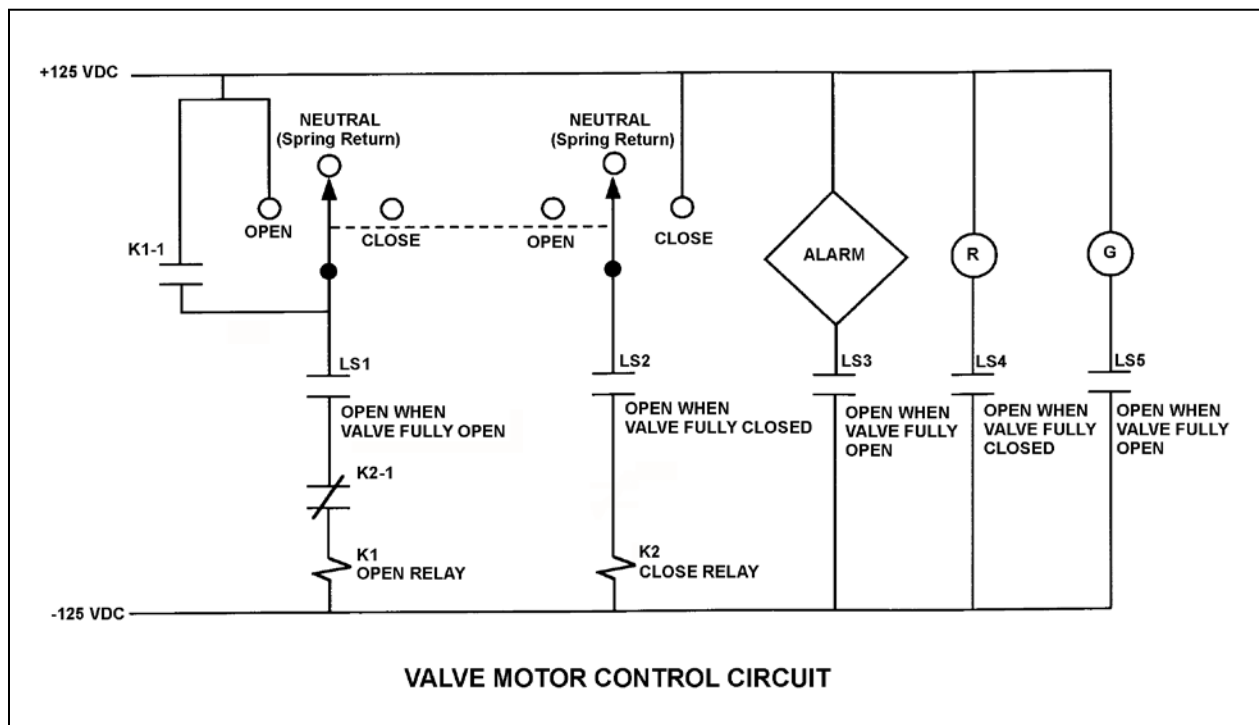 +125 VDC
NEUTRAL
(Spring Return)
NEUTRAL
(Spring Return)
OPEN
CLOSE
OPEN
CLOSE
K1-1
ALARM
R
G
LS1
OPEN WHEN
VALVE FULLY OPEN
LS2
OPEN WHEN
VALVE FULLY CLOSED
LS3
OPEN WHEN
VALVE FULLY
OPEN
LS4
OPEN WHEN
VALVE FULLY
CLOSED
LS5
OPEN WHEN
VALVE FULLY
OPEN
K2-1
K1
OPEN RELAY
K2
CLOSE RELAY
-125 VDC
VALVE MOTOR CONTROL CIRCUIT